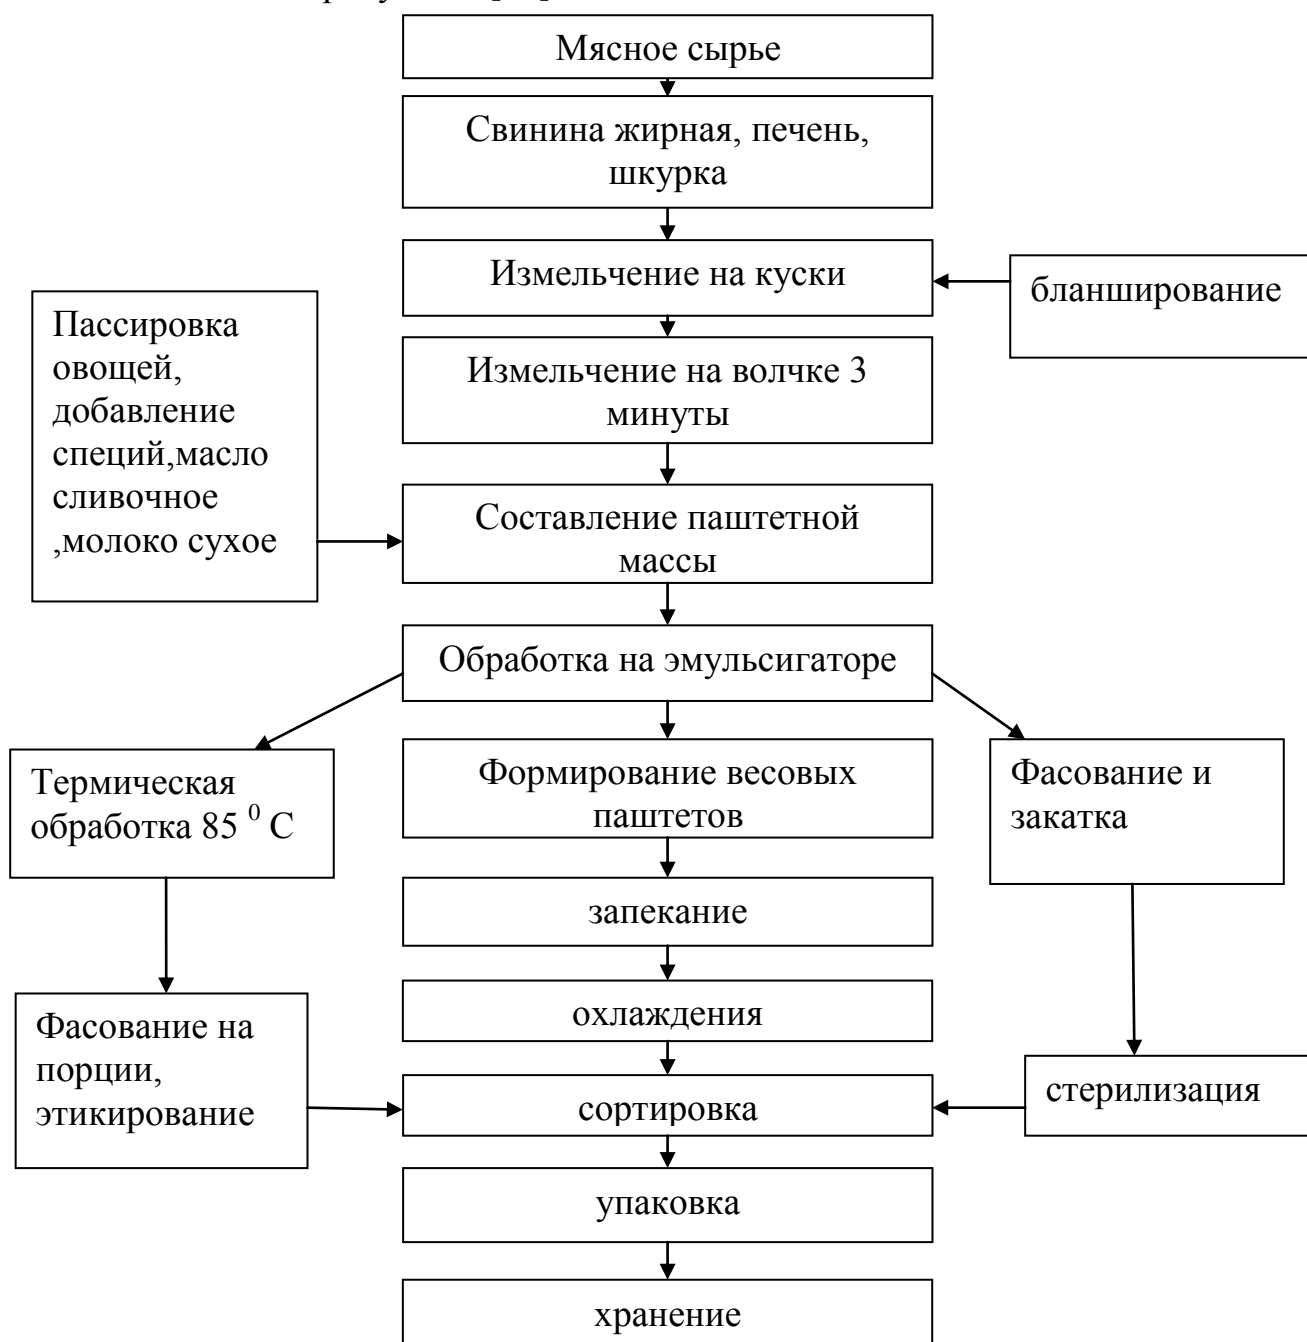 Мясное сырье
Свинина жирная, печень,
шкурка
Измельчение на куски
бланширование
Пассировка
овощей,
добавление
специй,масло
сливочное
,молоко сухое
Измельчение на волчке 3
минуты
Составление паштетной
массы
Обработка на эмульсигаторе
Термическая
обработка 85 ⁰ С
Формирование весовых
паштетов
Фасование и
закатка
запекание
охлаждения
Фасование на
порции,
этикирование
сортировка
стерилизация
упаковка
хранение